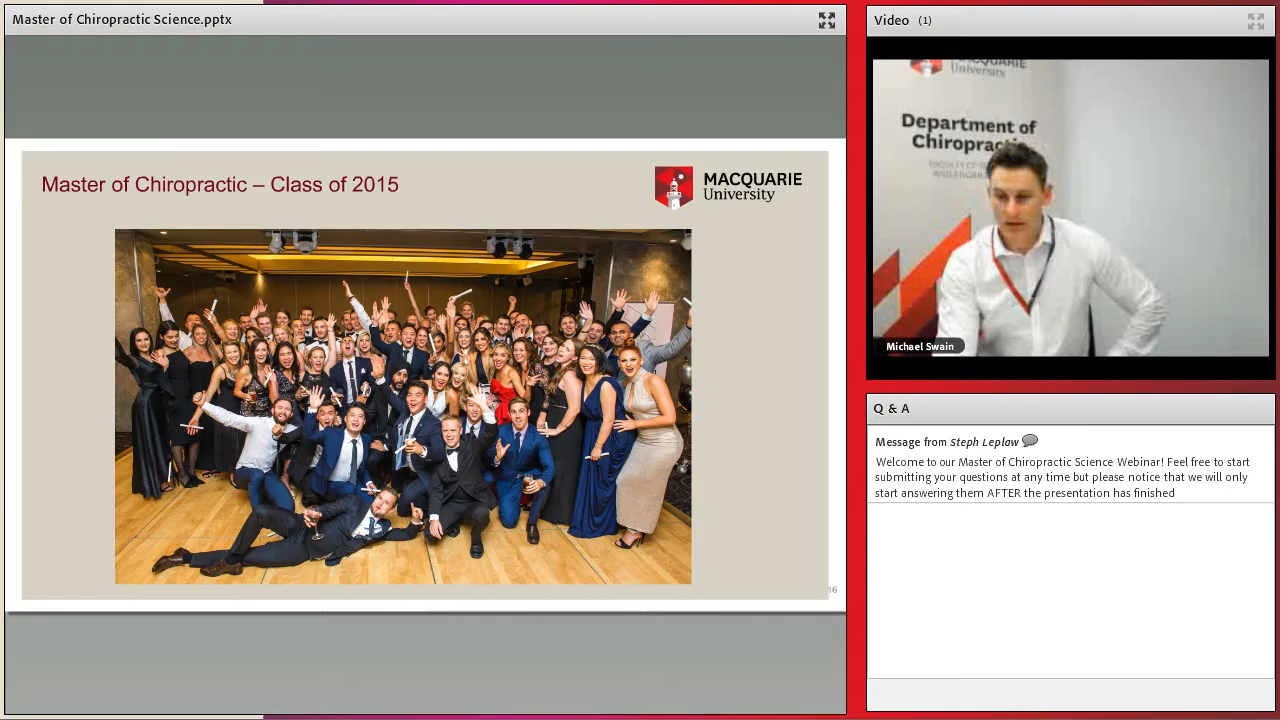 Master of Chiropractic Science.pptx
Master of Chiropractic – Class of 2015
MACQUARIE
University
16
Video (1)
MACQUARIE
University
Department of
Chiropractic
Michael Swain
Q & A
Message from Steph Leplaw
Welcome to our Master of Chiropractic Science Webinar! Feel free to start
submitting your questions at any time but please notice that we will only
start answering them AFTER the presentation has finished